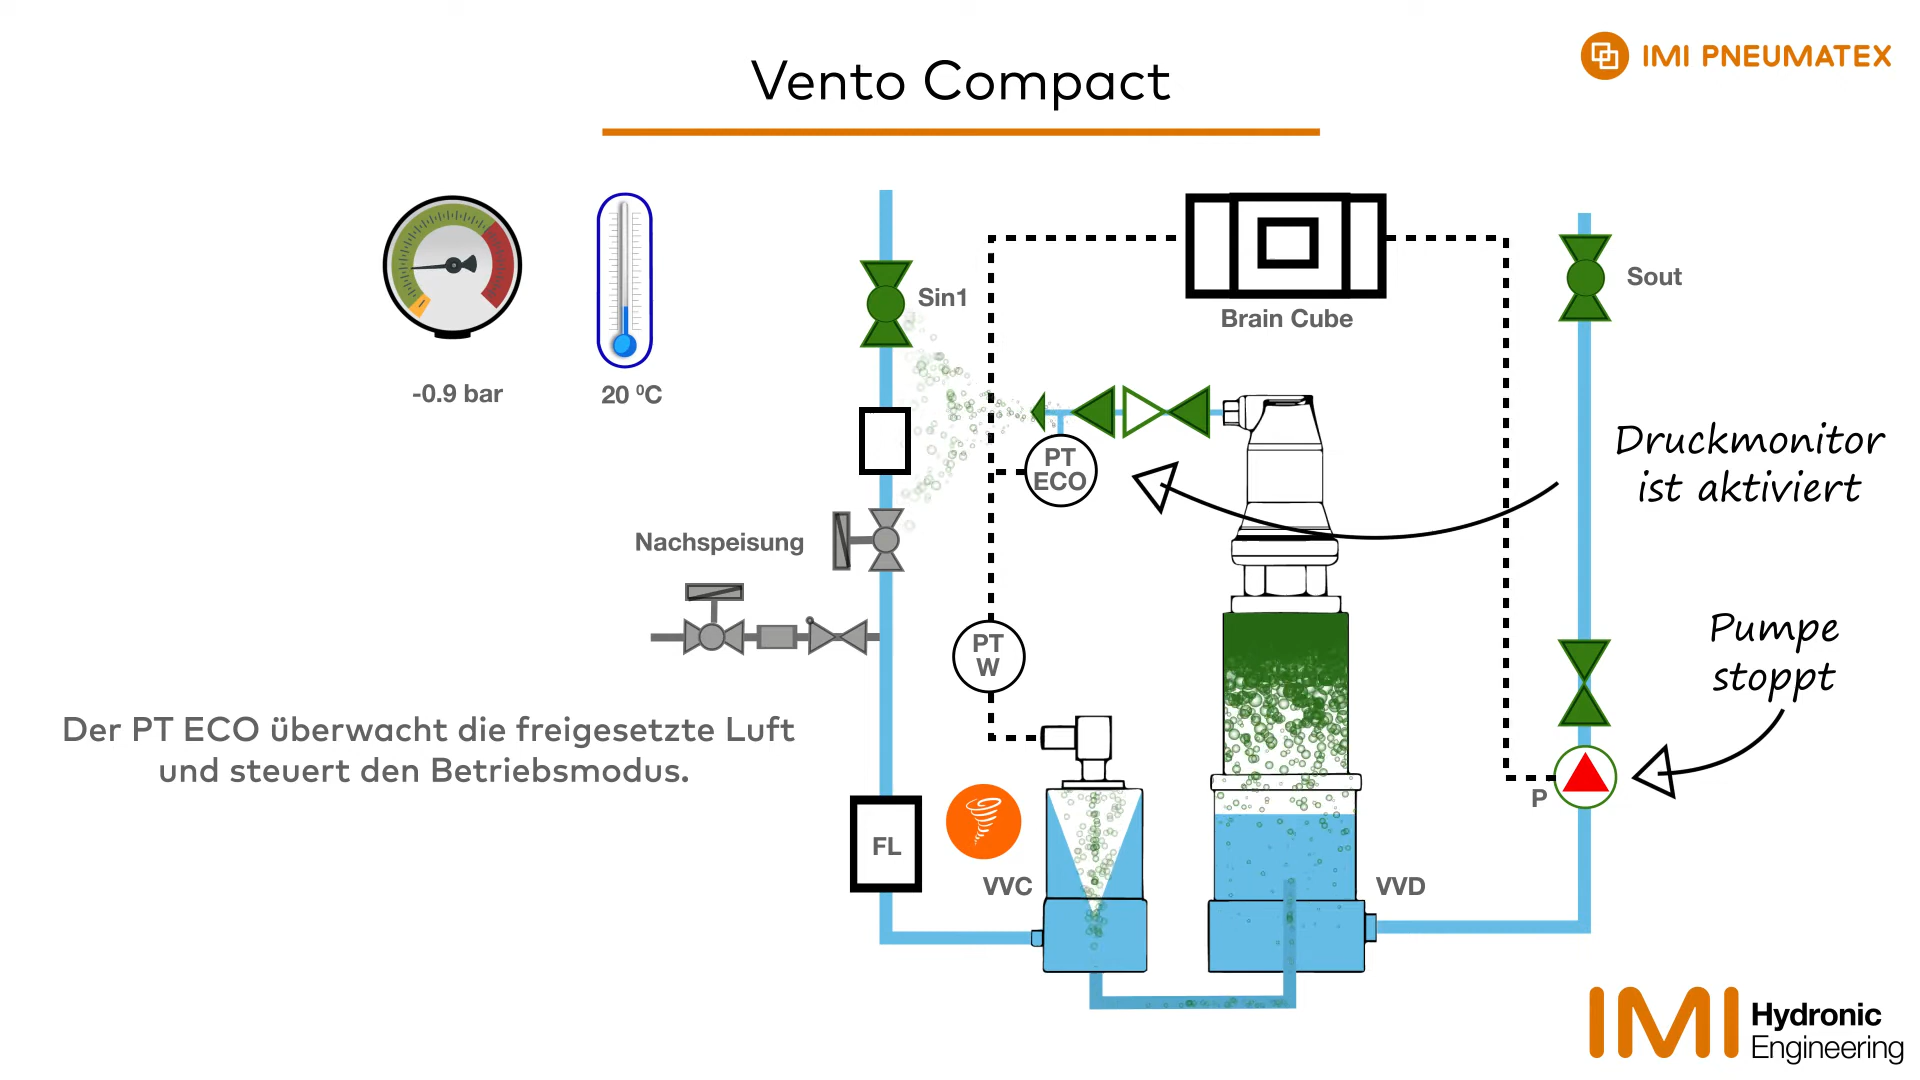 Vento Compact
IMI PNEUMATEX
Sin1
Brain Cube
Sout
-0.9 bar
20 ⁰C
PT
ECO
Druckmonitor
ist aktiviert
Nachspeisung
PT
W
Pumpe
stoppt
Der PT ECO überwacht die freigesetzte Luft
und steuert den Betriebsmodus.
P
FL
VVC
VVD
IMI Hydronic
Engineering